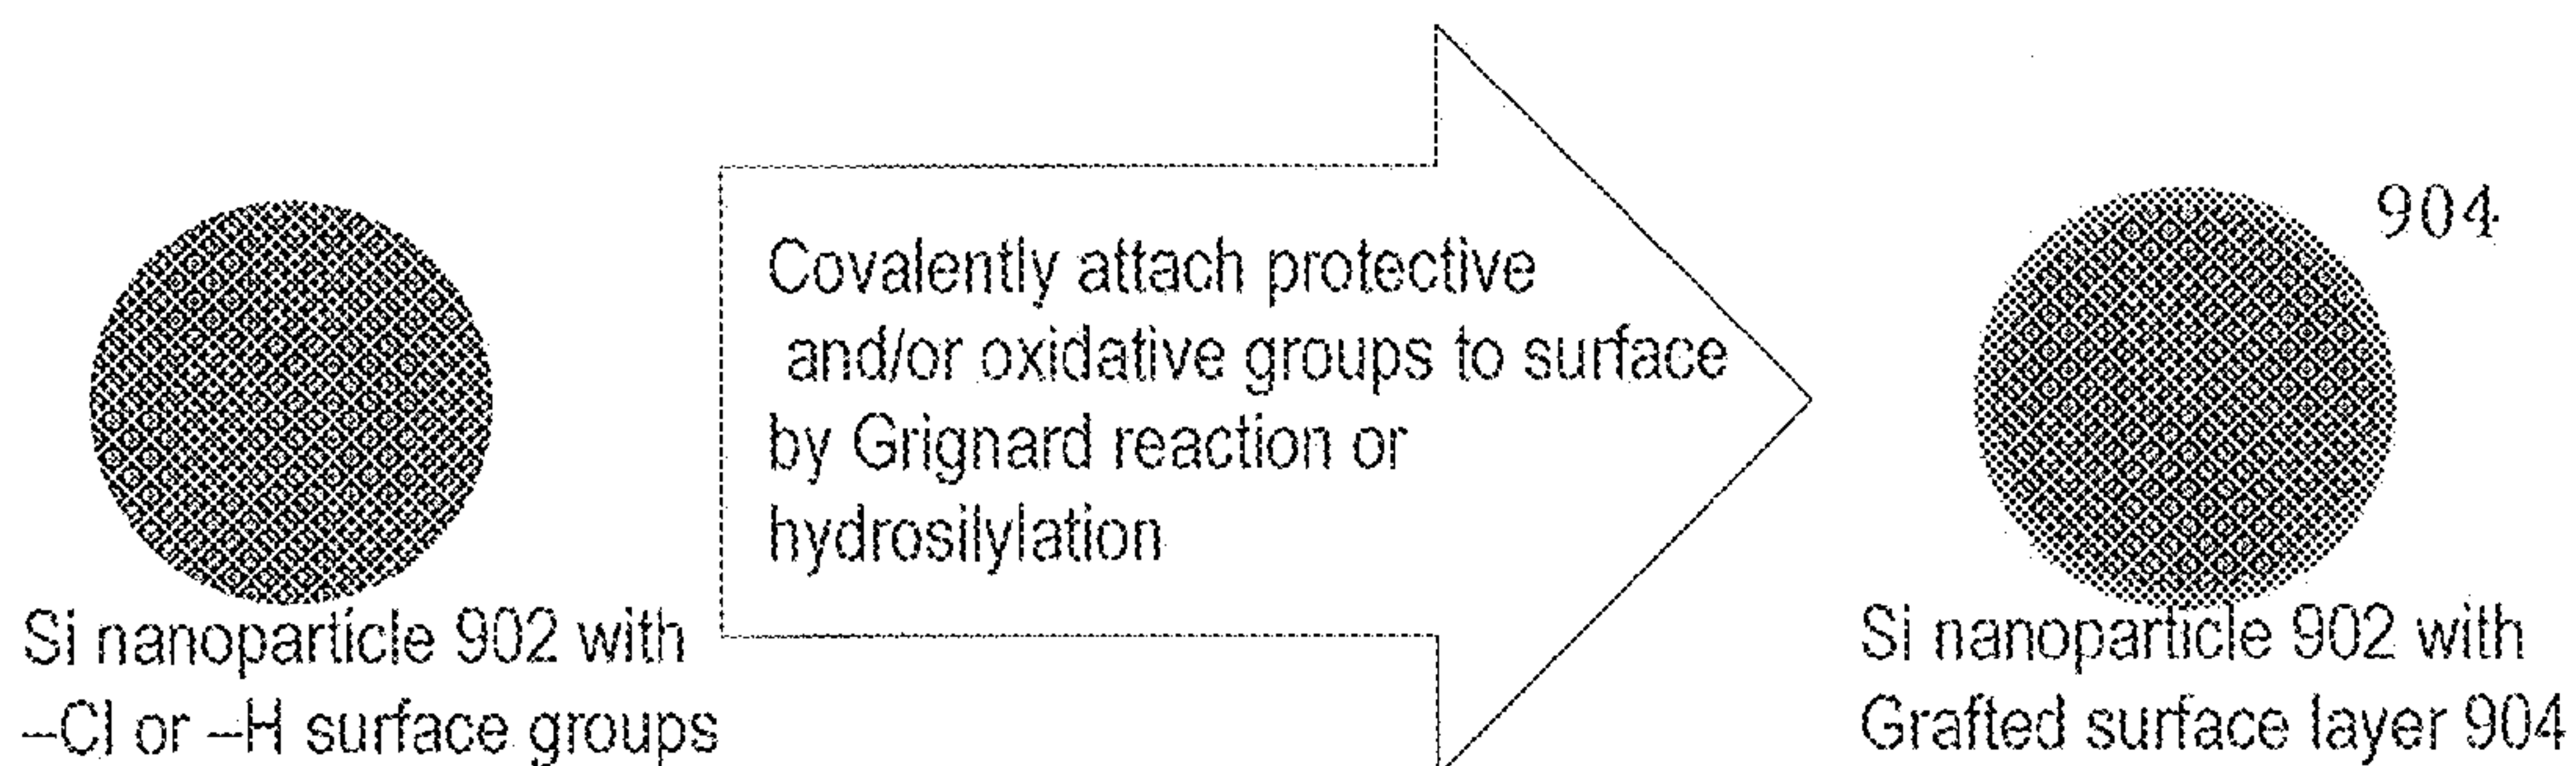 904
Covalently attach protective
and/or oxidative groups to surface
by Grignard reaction or
hydrosilylation
Si nanoparticle 902 with
–Cl or –H surface groups
Si nanoparticle 902 with
Grafted surface layer 904